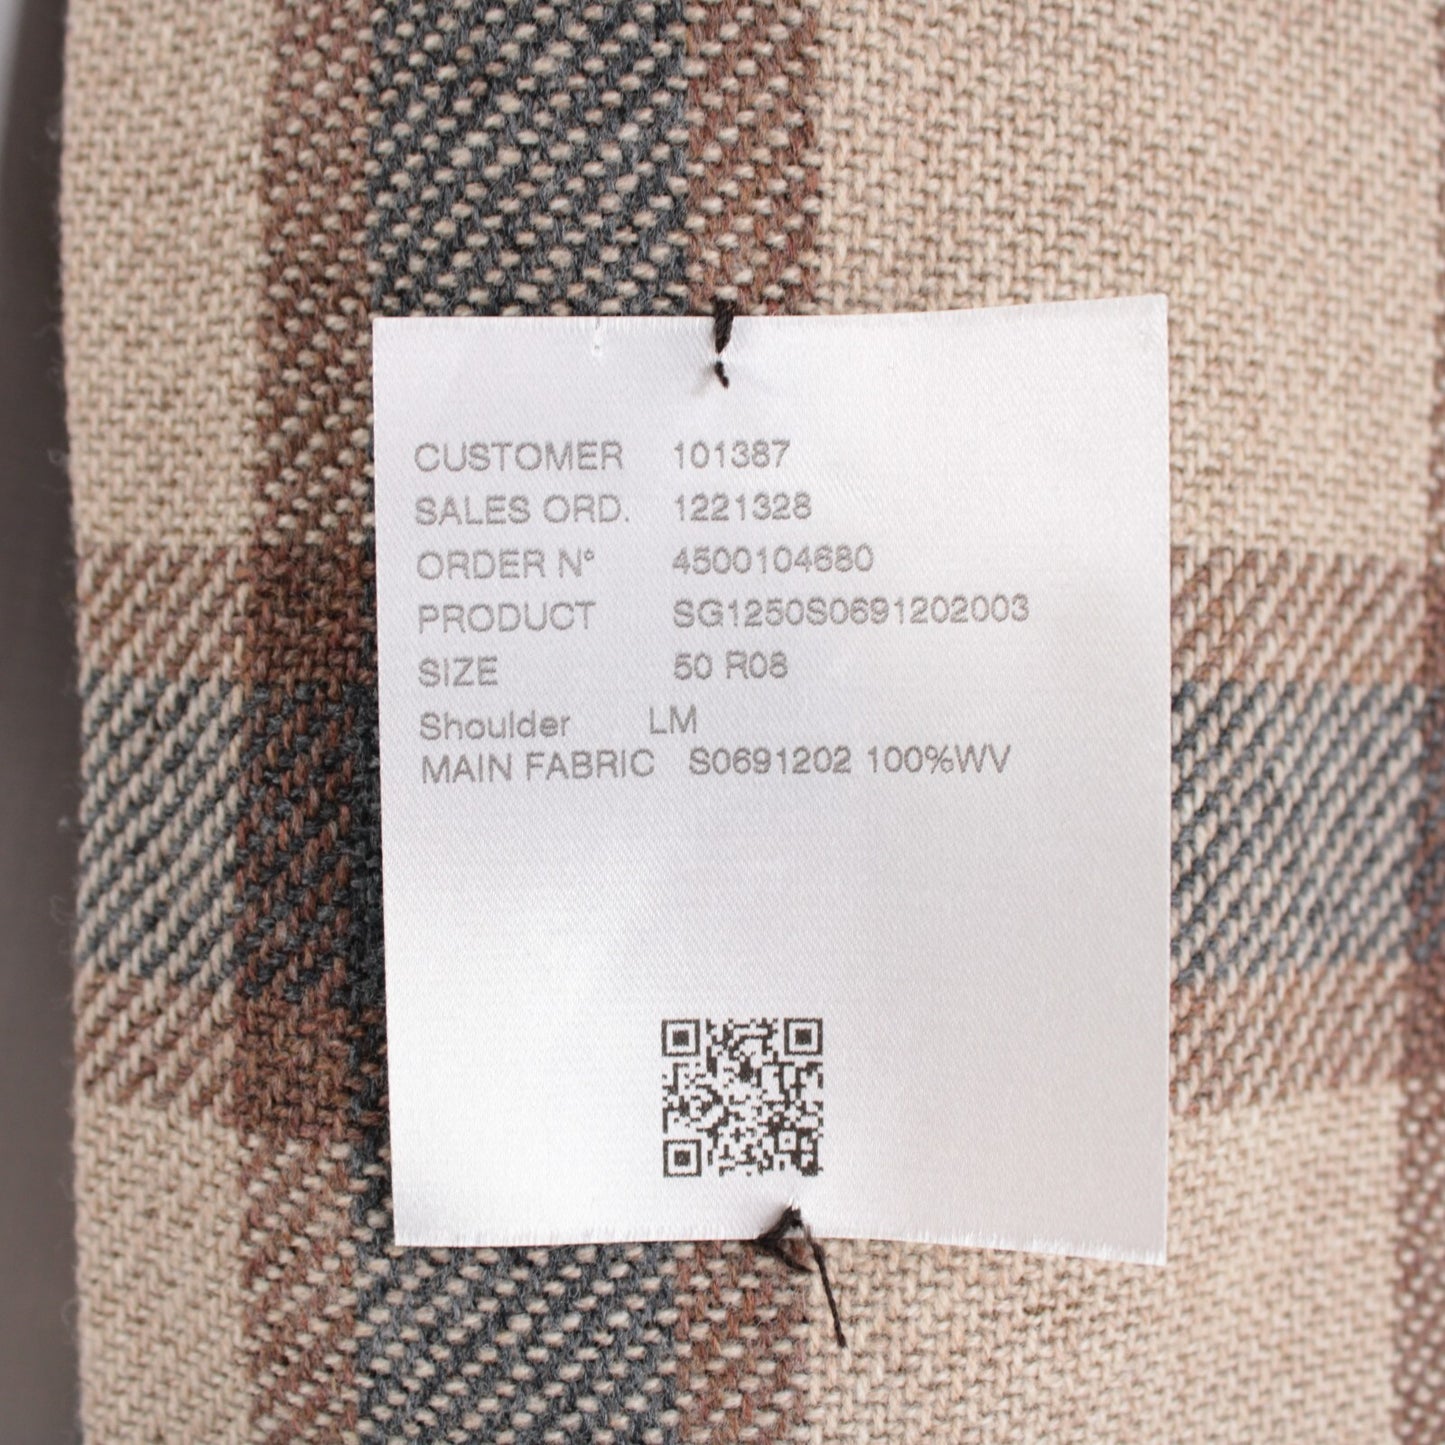 CUSTOMER 101387
SALES ORD. 1221328
ORDER N° 4500104680
PRODUCT SG1250S0691202003
SIZE 50 R08
Shoulder LM
MAIN FABRIC S0691202 100%WV